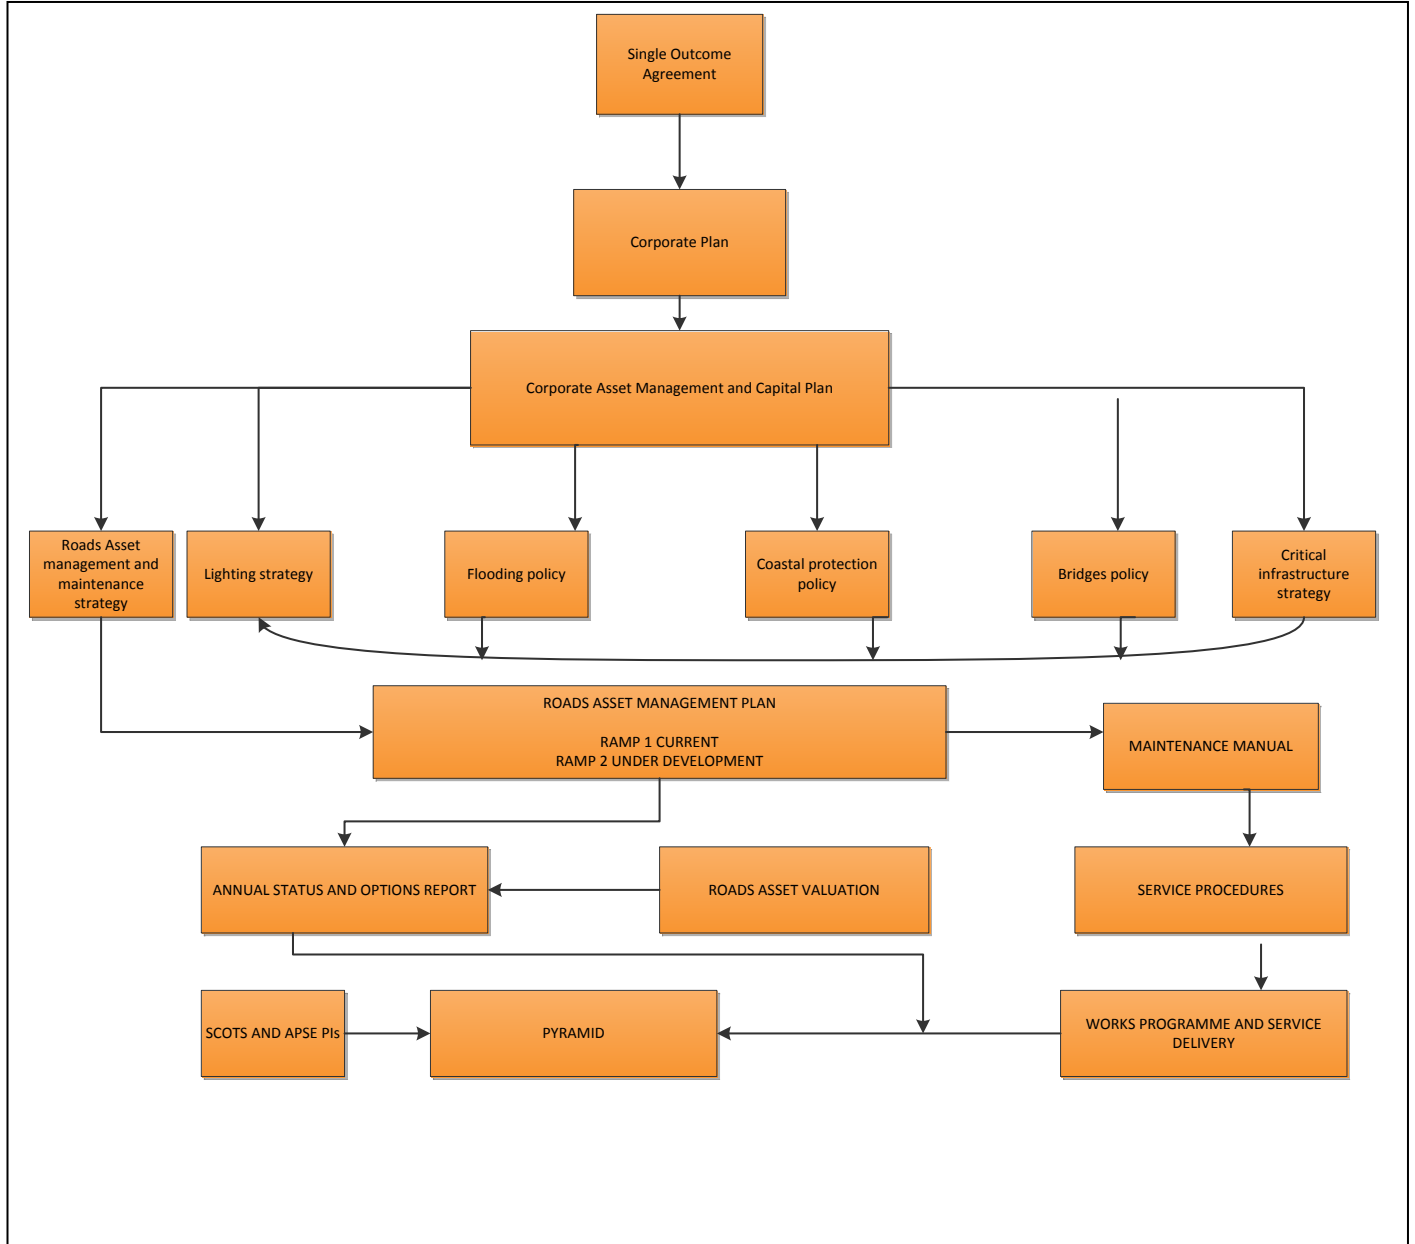 Single Outcome
Agreement
Corporate Plan
Corporate Asset Management and Capital Plan
Roads Asset
management and
maintenance
strategy
Lighting strategy
Flooding policy
Coastal protection
policy
Bridges policy
Critical
infrastructure
strategy
ROADS ASSET MANAGEMENT PLAN
RAMP 1 CURRENT
RAMP 2 UNDER DEVELOPMENT
MAINTENANCE MANUAL
ANNUAL STATUS AND OPTIONS REPORT
ROADS ASSET VALUATION
SERVICE PROCEDURES
SCOTS AND APSE PIs
PYRAMID
WORKS PROGRAMME AND SERVICE
DELIVERY